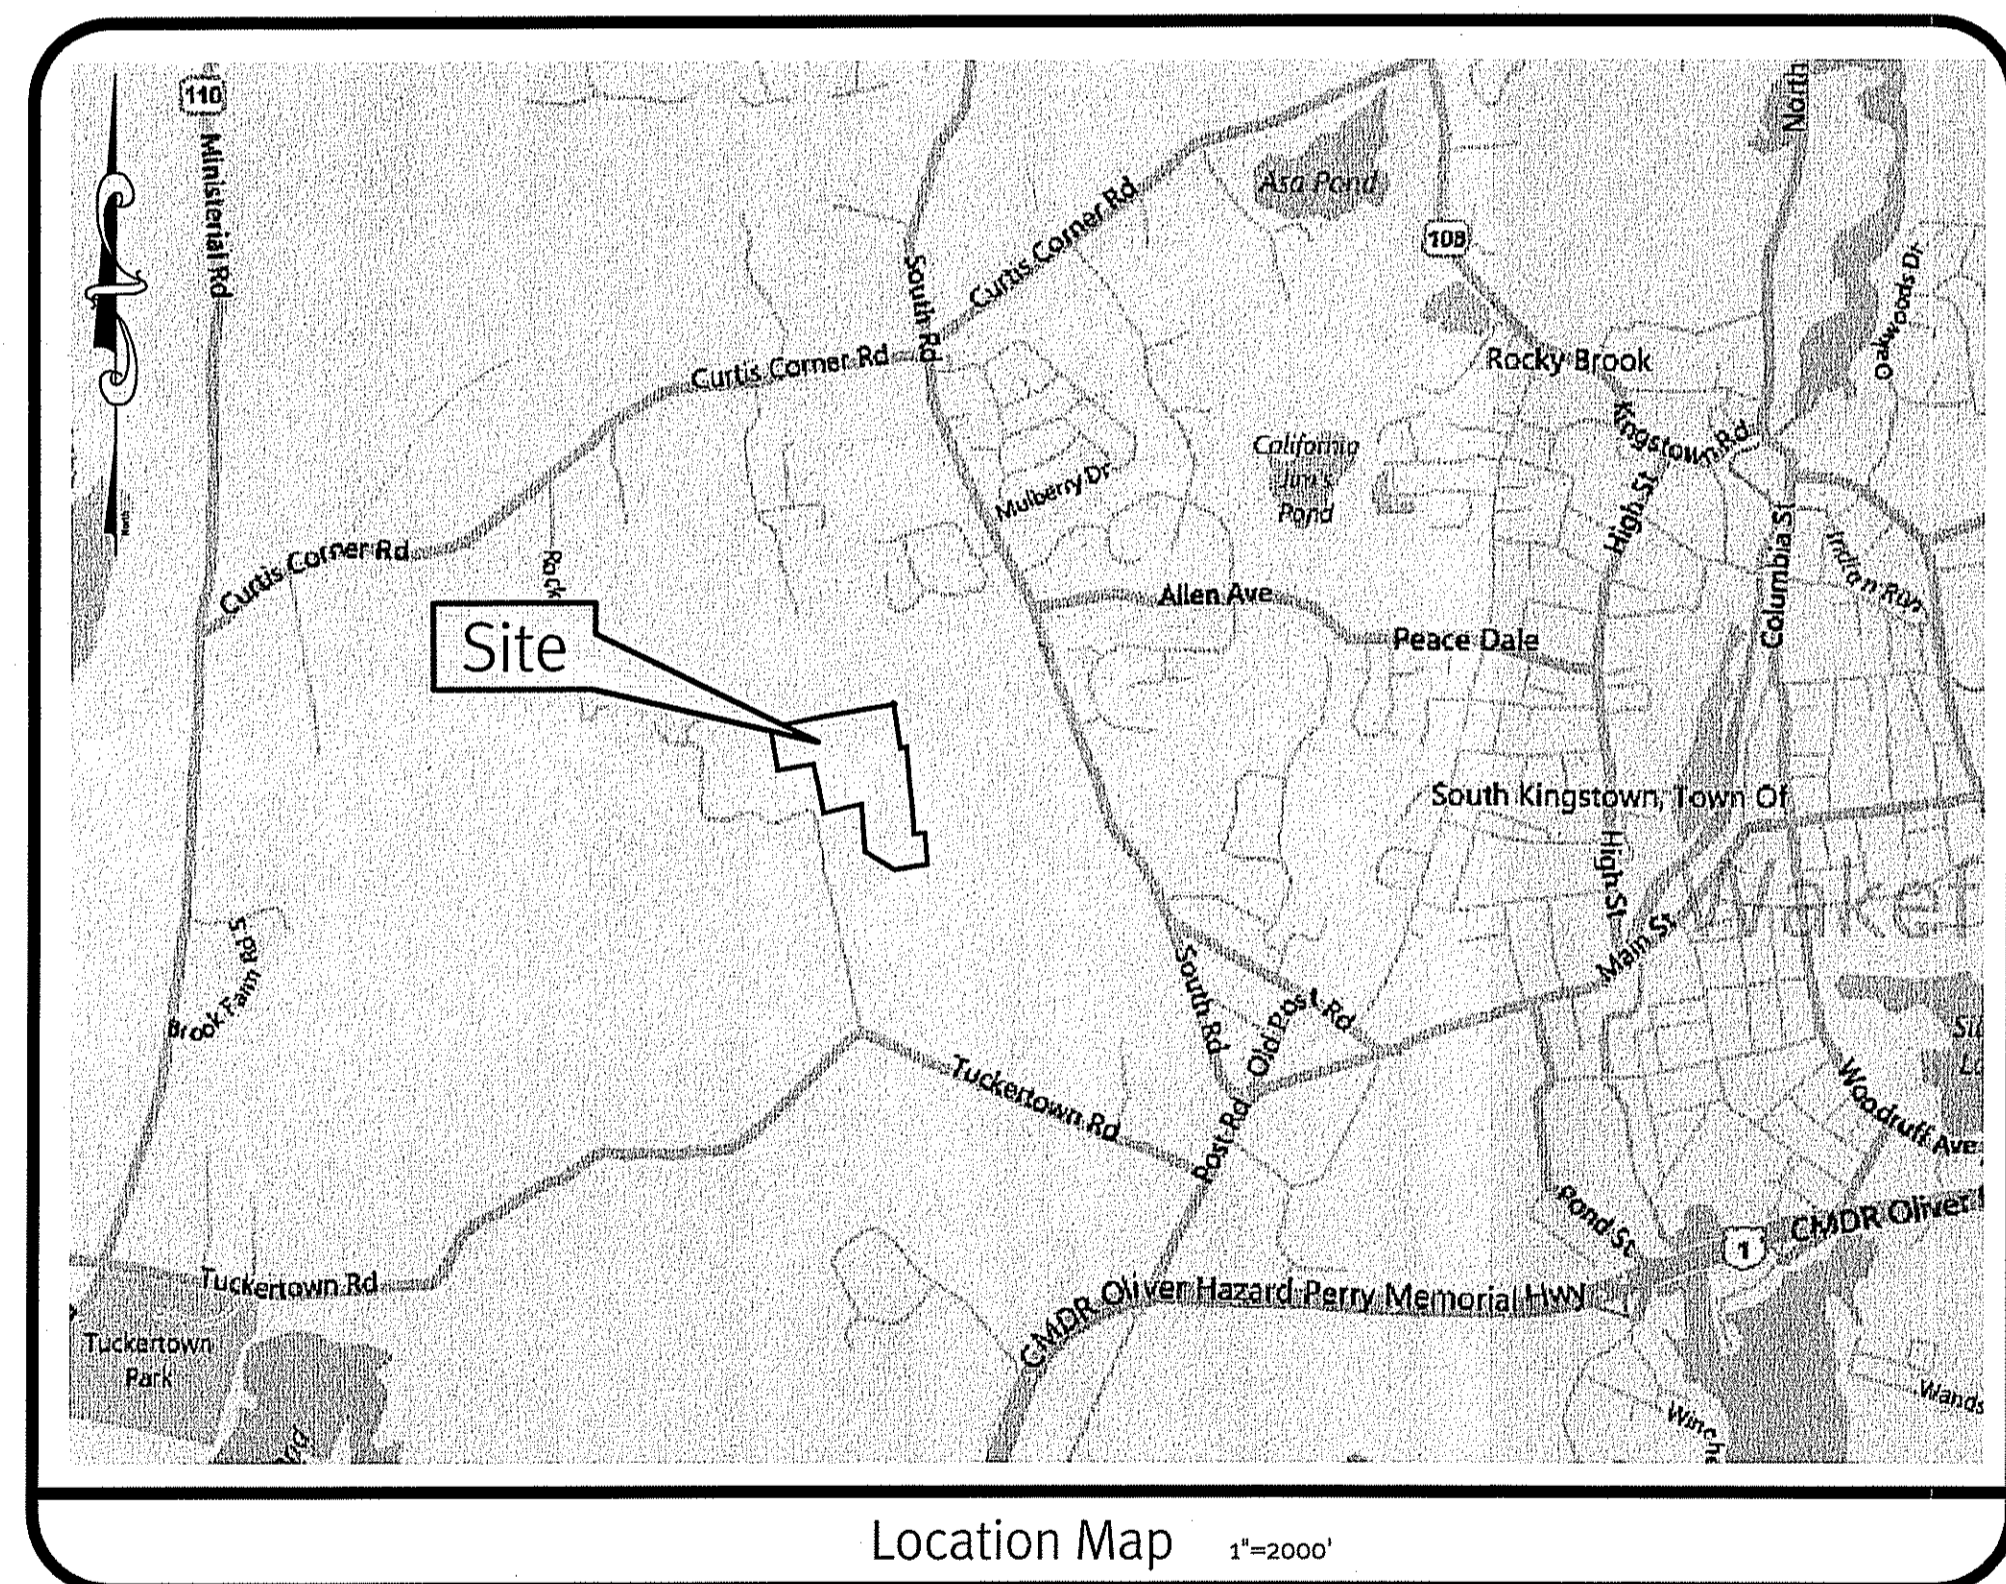 110
Ministerial Rd
North
South Rd
Curtis Corner Rd
Asa Pond
108
North
Oakwoods Dr
Curtis Corner Rd
Rocky Brook
Kingstown Rd
California
Jim's
Pond
Mulberry Dr
High St
Columbia St
Indian Run
Curtis Corner Rd
Rock
Allen Ave
Peace Dale
Site
South Kingstown, Town Of
High St
Main St
Brook Farm Rd S
South Rd
Old Post Rd
Tuckertown Rd
Post Rd
Woodruff Ave
Pond St
1
CMDR Oliver
CMDR Oliver Hazard Perry Memorial Hwy
Tuckertown Rd
Tuckertown
Park
Wands
Winche
Location Map 1"=2000'